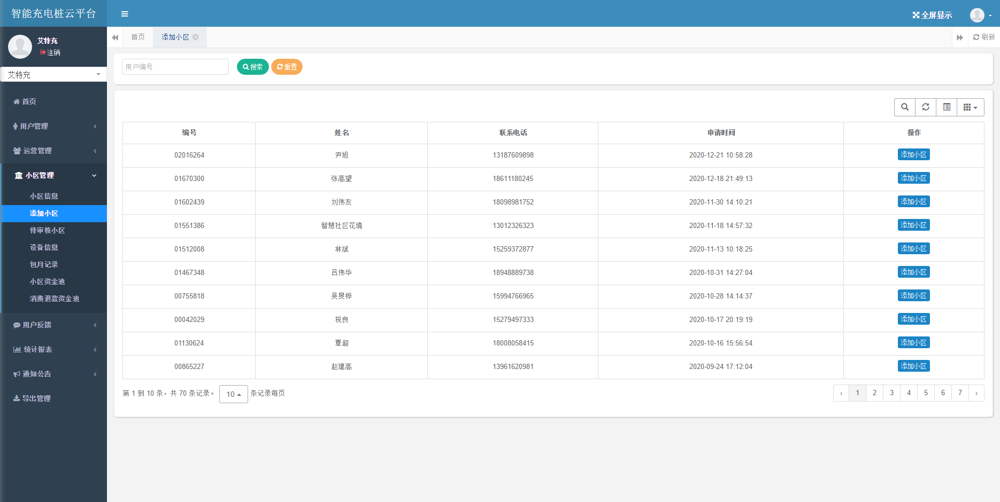 智能充电桩云平台
全屏显示
艾特充
注销
艾特充
首页
用户管理
运营管理
小区管理
小区信息
添加小区
待审核小区
设备信息
包月记录
小区资金池
消费退款资金池
用户反馈
统计报表
通知公告
导出管理
首页 添加小区 刷新
用户编号 搜索 重置
编号 姓名 联系电话 申请时间 操作
02016264 尹旭 13187609898 2020-12-21 10:58:28 添加小区
01670300 张高望 18611180245 2020-12-18 21:49:13 添加小区
01602439 刘伟友 18098981752 2020-11-30 14:10:21 添加小区
01551386 智慧社区花境 13012326323 2020-11-18 14:57:32 添加小区
01512008 林斌 15259372877 2020-11-13 10:18:25 添加小区
01467348 吕伟华 18948889738 2020-10-31 14:27:04 添加小区
00755818 吴旻桦 15994766965 2020-10-28 14:14:37 添加小区
00042029 祝良 15279497333 2020-10-17 20:19:19 添加小区
01130624 覃超 18008058415 2020-10-16 15:56:54 添加小区
00865227 赵建高 13961620981 2020-09-24 17:12:04 添加小区
第 1 到 10 条，共 70 条记录。 10 条记录每页 ‹ 1 2 3 4 5 6 7 ›